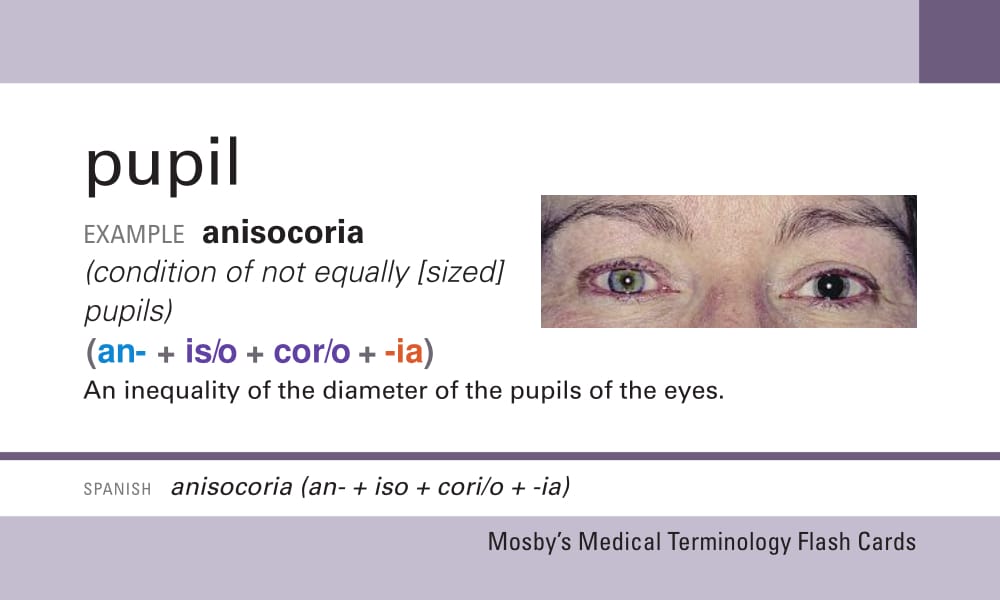 pupil
EXAMPLE anisocoria
(condition of not equally [sized]
pupils)
(an- + is/o + cor/o + -ia)
An inequality of the diameter of the pupils of the eyes.
SPANISH anisocoria (an- + iso + cori/o + -ia)
Mosby’s Medical Terminology Flash Cards